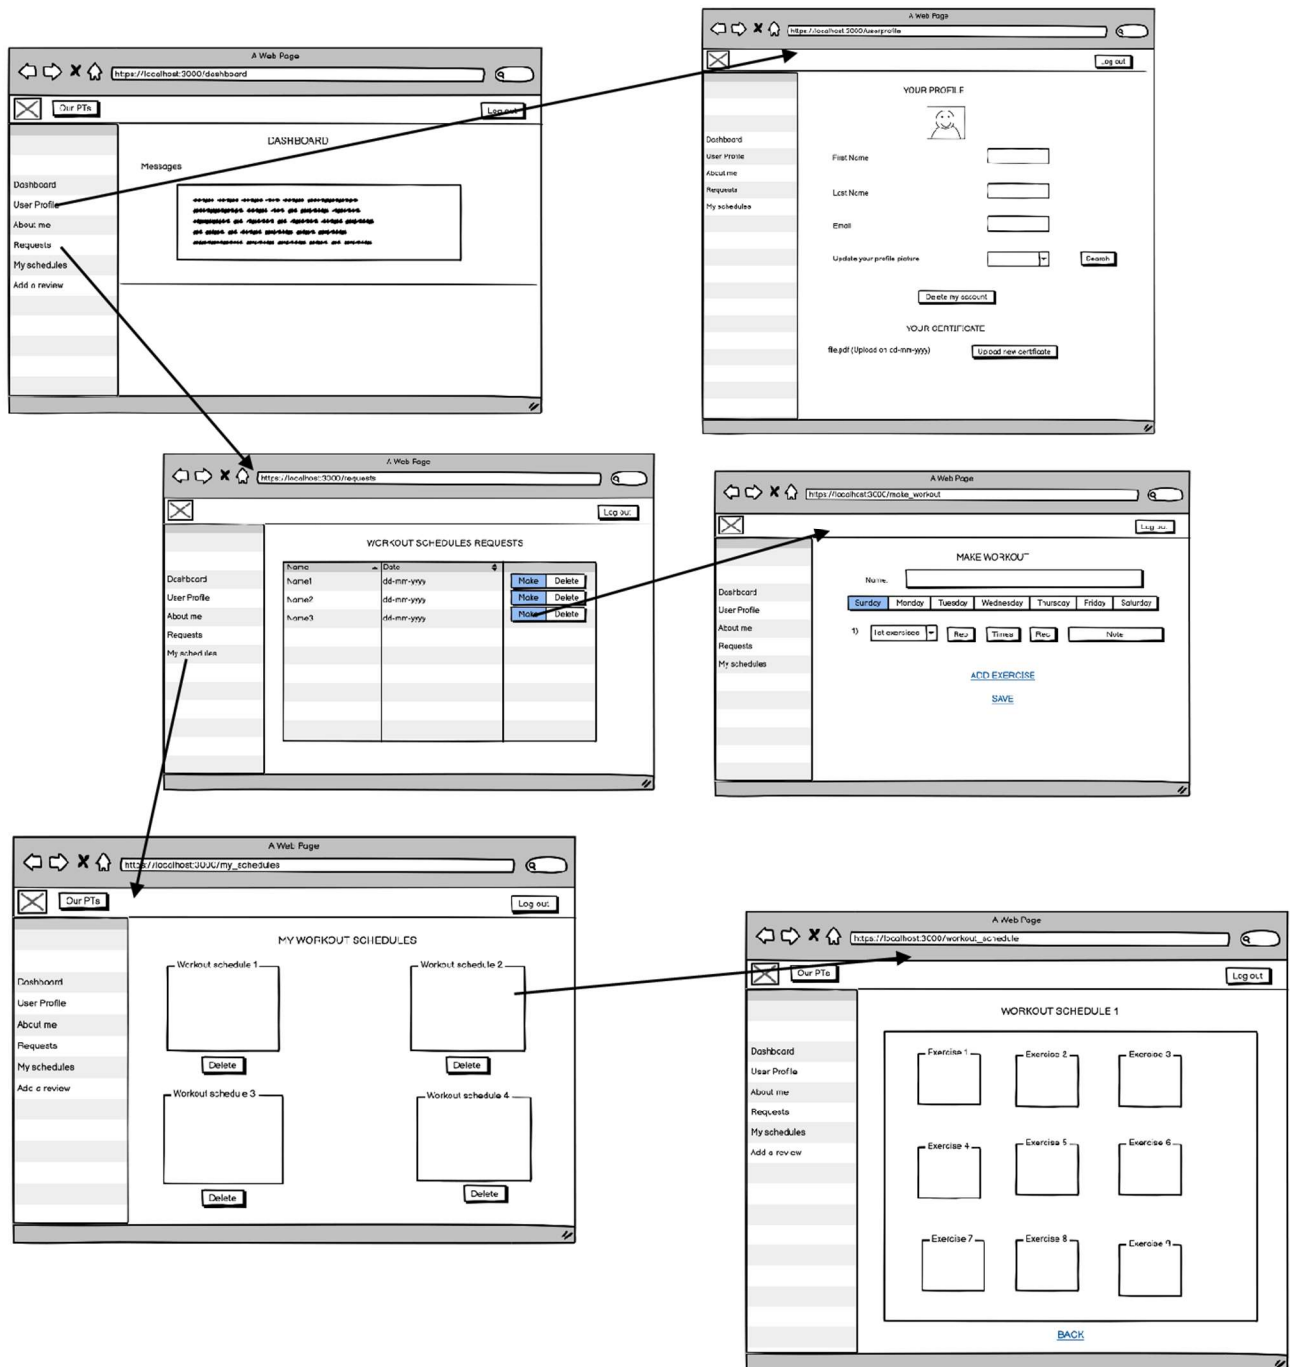 A Web Page
https://localhost:3000/dashboard
Our PTs
Log out
DASHBOARD
Messages
Dashboard
User Profile
About me
Requests
My schedules
Add a review
A Web Page
https://localhost:3000/userprofile
Log out
YOUR PROFILE
Dashboard
User Profile
About me
Requests
My schedules
First Name
Last Name
Email
Update your profile picture
Search
Delete my account
YOUR CERTIFICATE
file.pdf (Upload on dd-mm-yyy)
Upload new certificate
A Web Page
https://localhost:3000/requests
Log out
WORKOUT SCHEDULES REQUESTS
Dashboard
User Profile
About me
Requests
My schedules
Name Date
Name1 dd-mm-yyy Make Delete
Name2 dd-mm-yyy Make Delete
Name3 dd-mm-yyy Make Delete
A Web Page
https://localhost:3000/make_workout
Log out
MAKE WORKOUT
Dashboard
User Profile
About me
Requests
My schedules
Name:
Sunday Monday Tuesday Wednesday Thursday Friday Saturday
1) exercises Rep Times Rec Note
ADD EXERCISE
SAVE
A Web Page
https://localhost:3000/my_schedules
Our PTs
Log out
MY WORKOUT SCHEDULES
Dashboard
User Profile
About me
Requests
My schedules
Add a review
Workout schedule 1
Workout schedule 2
Delete
Delete
Workout schedule 3
Workout schedule 4
Delete
Delete
A Web Page
https://localhost:3000/workout_schedule
Our PTs
Log out
WORKOUT SCHEDULE 1
Dashboard
User Profile
About me
Requests
My schedules
Add a review
Exercise 1
Exercise 2
Exercise 3
Exercise 4
Exercise 5
Exercise 6
Exercise 7
Exercise 8
Exercise 9
BACK